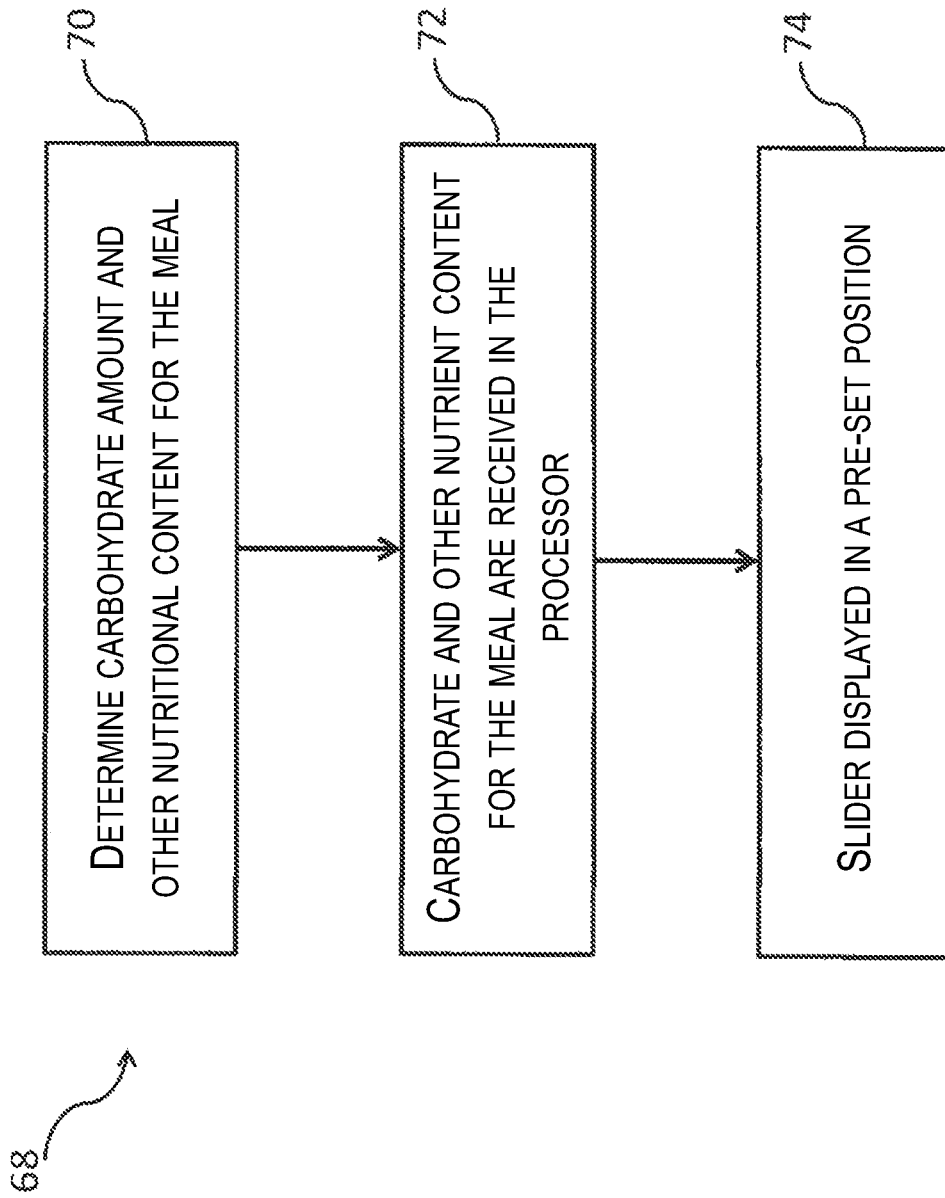 68
70
DETERMINE CARBOHYDRATE AMOUNT AND
OTHER NUTRITIONAL CONTENT FOR THE MEAL
72
CARBOHYDRATE AND OTHER NUTRIENT CONTENT
FOR THE MEAL ARE RECEIVED IN THE
PROCESSOR
74
SLIDER DISPLAYED IN A PRE-SET POSITION